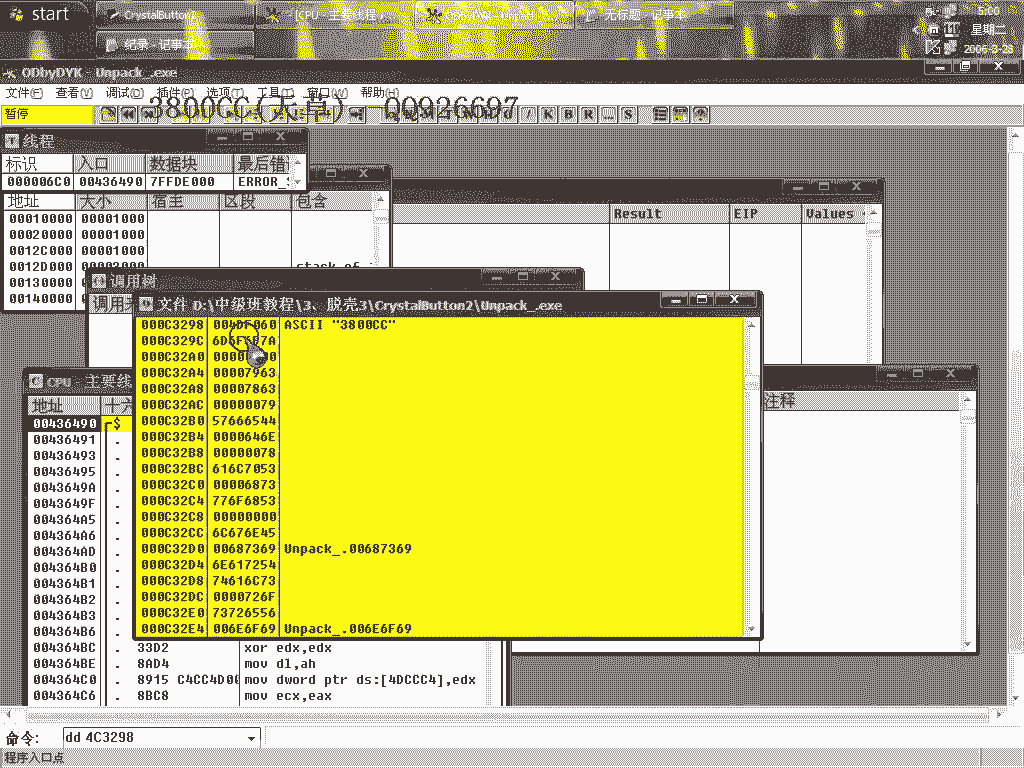 start
CrystalButton2
[CPU - 主要线程
ODbyDYK Unpack_
无标题 - 记事本
5:00
纪录 - 记事本
星期二
2006-3-28
ODbyDYK Unpack_.exe
文件(F) 查看(V) 调试(D) 插件(P) 选项(T) 工具(I) 窗口(W) 帮助(H)
3800CC(天草) QQ926697
暂停
/ K B R ... S
线程
标识 入口 数据块 最后错
000006C0 00436490 7FFDE000 ERROR_
地址 大小 宿主 区段 包含
Result EIP Values
00010000 00001000
00020000 00001000
0012C000 00001000
0012D000 stack of
00130000
00140000
调用树
文件 D:\中级班教程\3、脱壳3\CrystalButton2\Unpack_.exe
000C3298 004DF060 ASCII "3800CC"
000C329C
000C32A0
000C32A4 00007963
000C32A8 00007863
000C32AC 00000079
000C32B0 57666544
000C32B4 0000646E
000C32B8 00000078
000C32BC 616C7053
000C32C0 00006873
000C32C4 776F6853
000C32C8 00000000
000C32CC 6C676E45
000C32D0 00687369 Unpack_.00687369
000C32D4 6E617254
000C32D8 74616C73
000C32DC 0000726F
000C32E0 73726556
000C32E4 006E6F69 Unpack_.006E6F69
CPU - 主要线
地址 十六
注释
00436490 $
00436491 .
00436493 .
00436495 .
0043649A .
0043649F .
004364A5 .
004364A6 .
004364AD .
004364B0 .
004364B1 .
004364B2 .
004364B3 .
004364B6 .
004364BC . 33D2 xor edx,edx
004364BE . 8AD4 mov dl,ah
004364C0 . 8915 C4CC4D00 mov dword ptr ds:[4DCCC4],edx
004364C6 . 8BC8 mov ecx,eax
命令: dd 4C3298
程序入口点